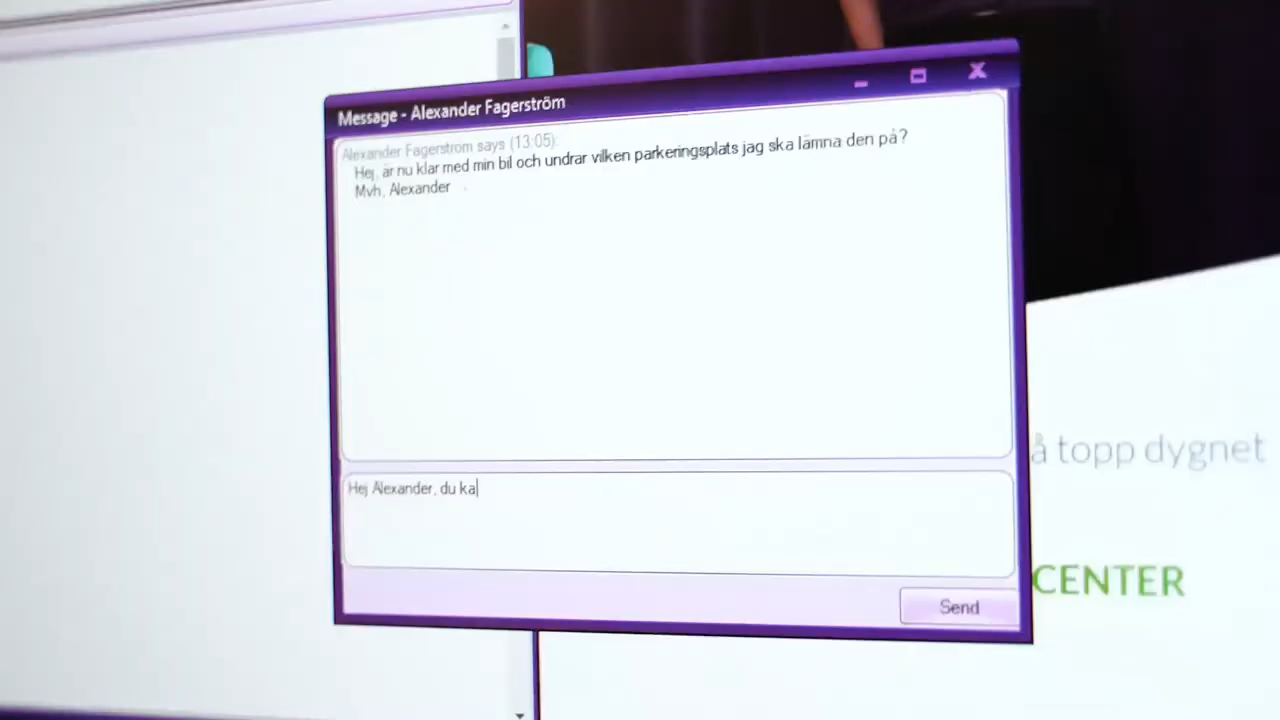 Message - Alexander Fagerström
Alexander Fagerstrom says (13:05):
Hej, är nu klar med min bil och undrar vilken parkeringsplats jag ska lämna den på?
Mvh, Alexander
Hej Alexander, du ka
Send
å topp dygnet
CENTER